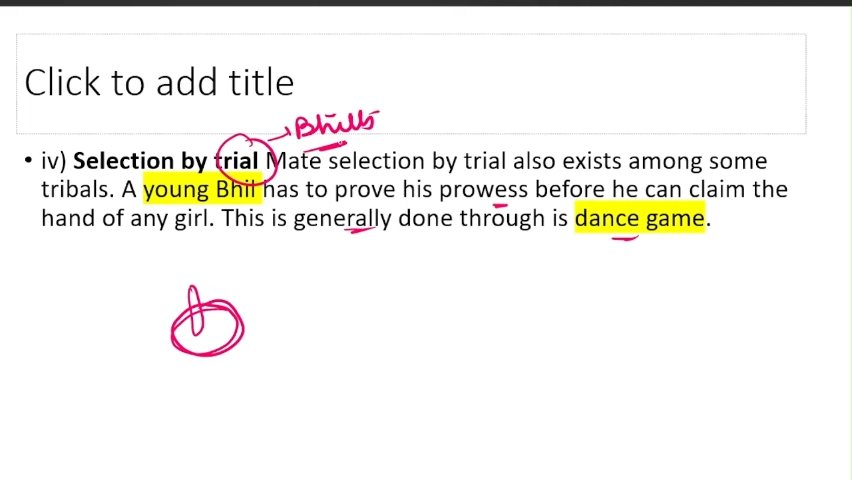 Click to add title
Bhills
• iv) Selection by trial Mate selection by trial also exists among some
tribals. A young Bhil has to prove his prowess before he can claim the
hand of any girl. This is generally done through is dance game.